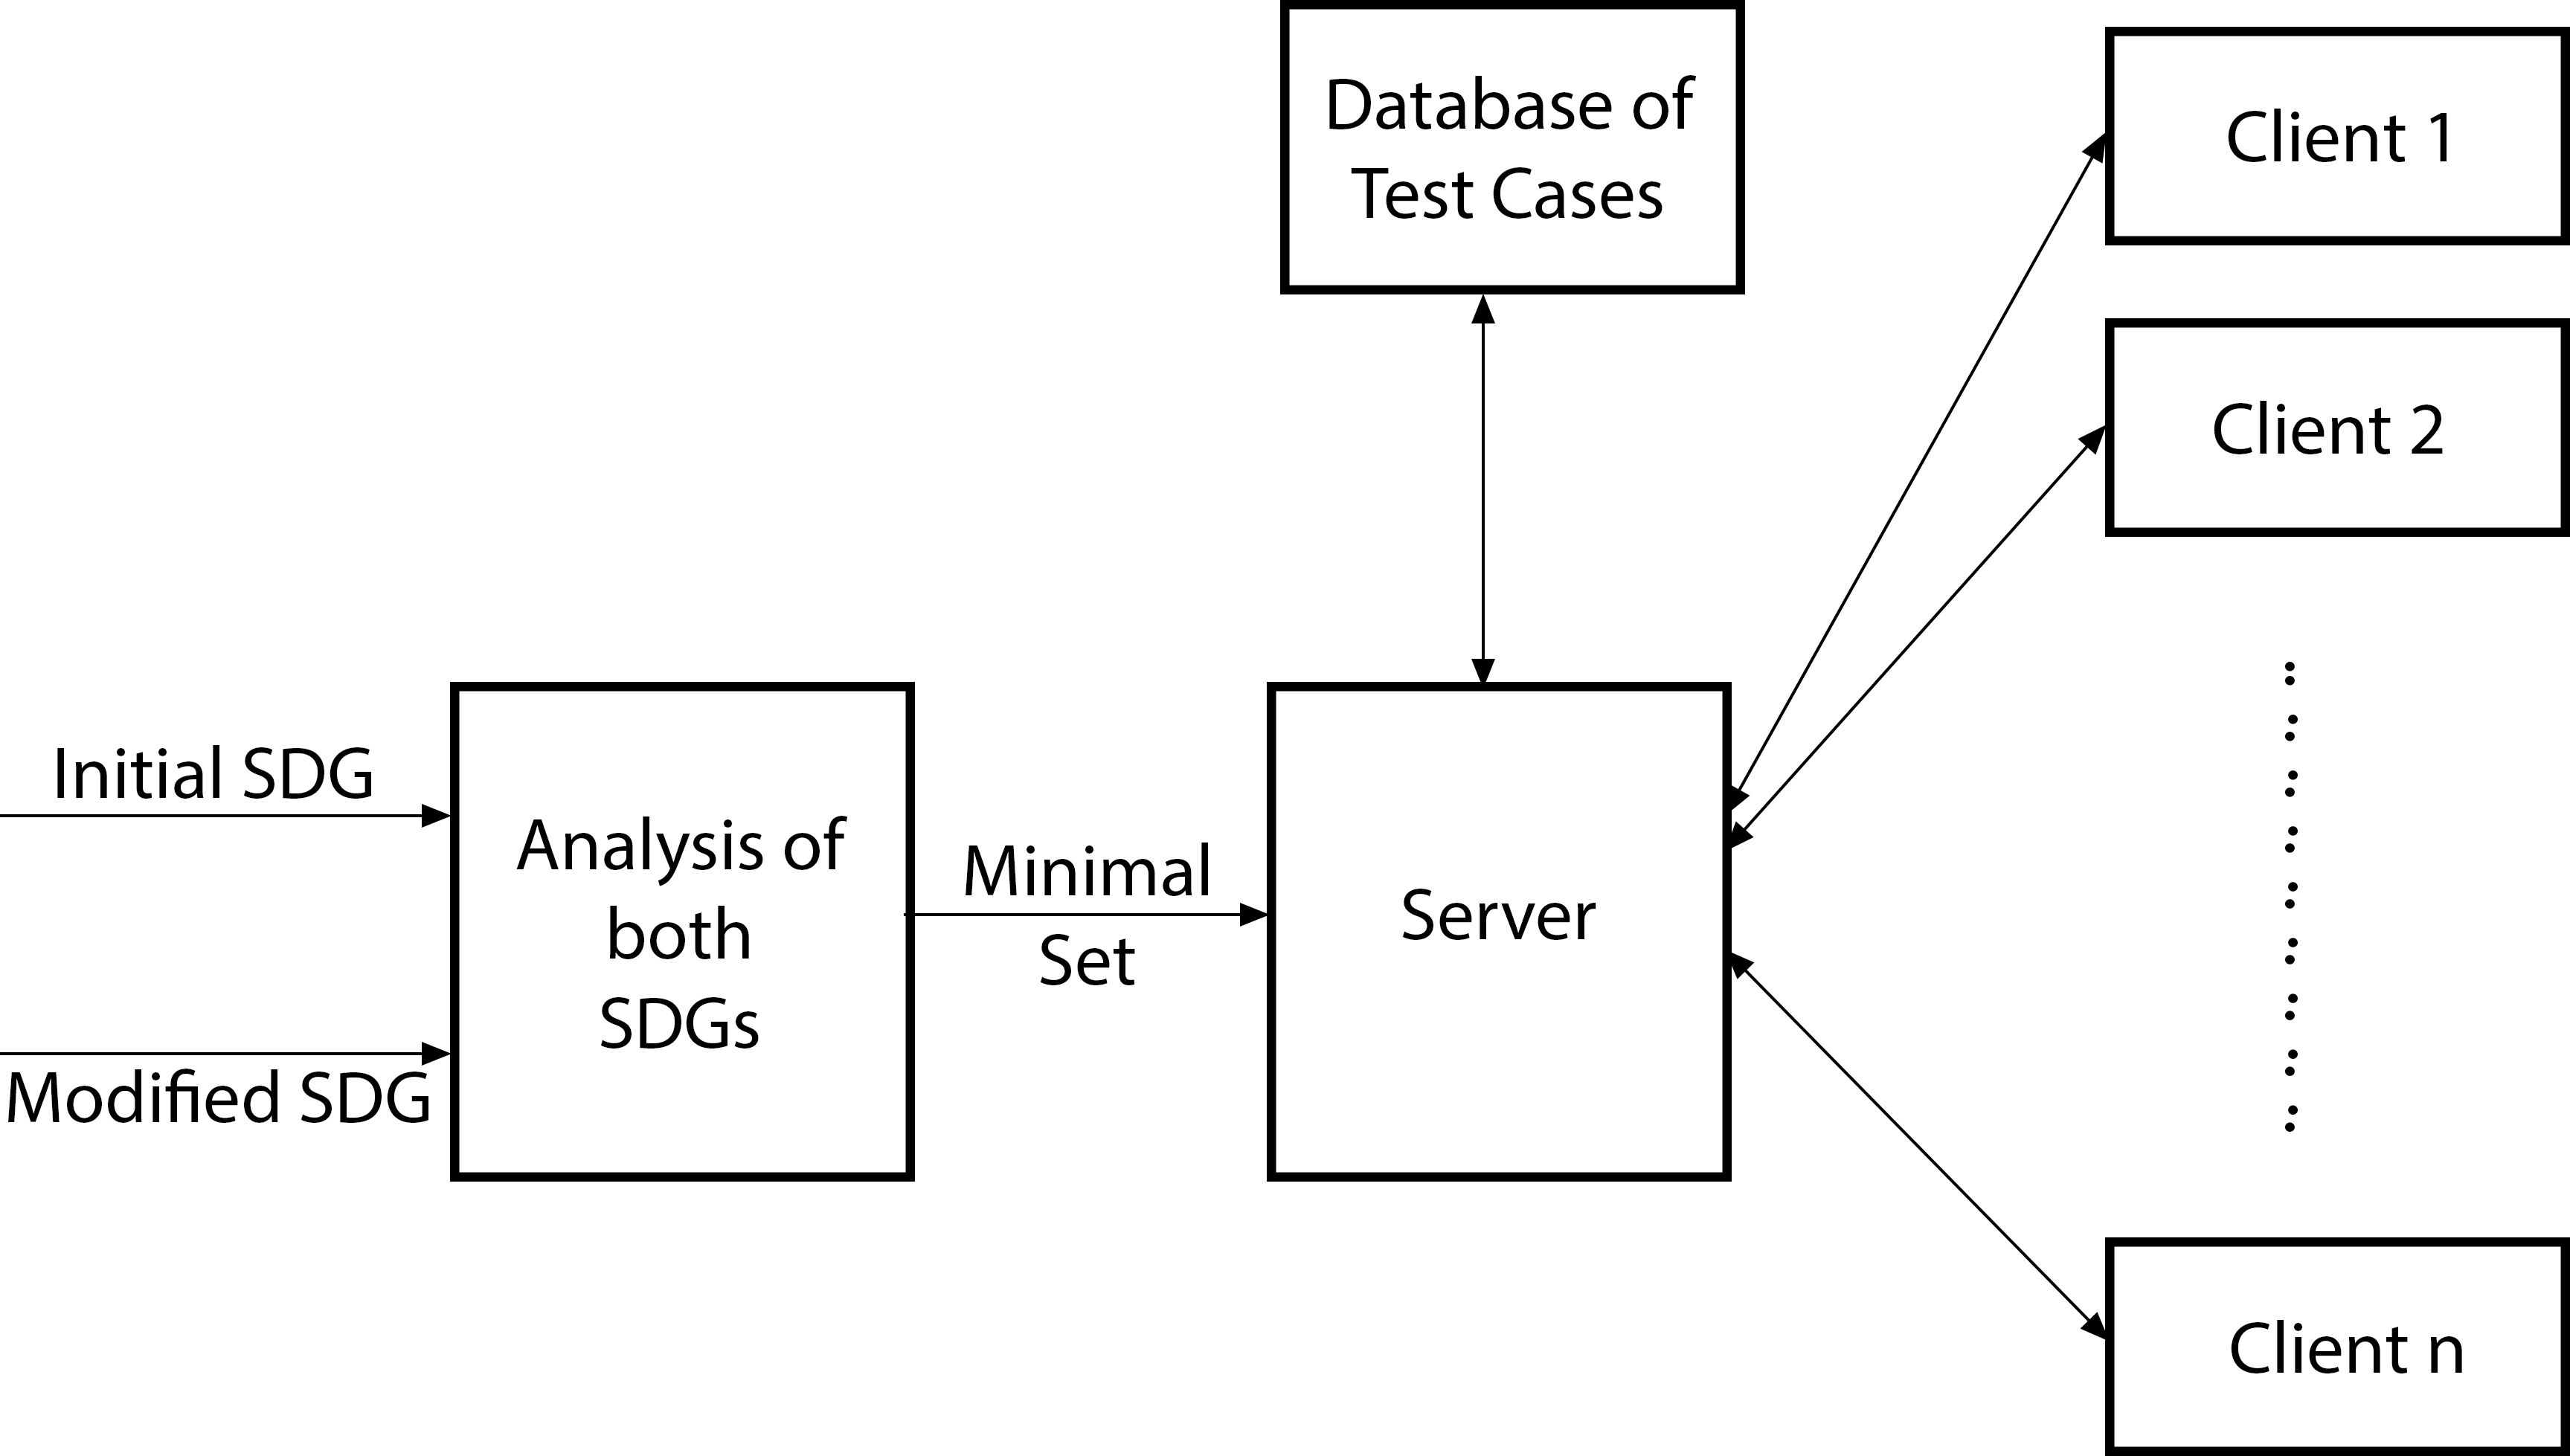 Database of
Test Cases
Client 1
Client 2
Initial SDG
Modified SDG
Analysis of
both
SDGs
Minimal
Set
Server
Client n